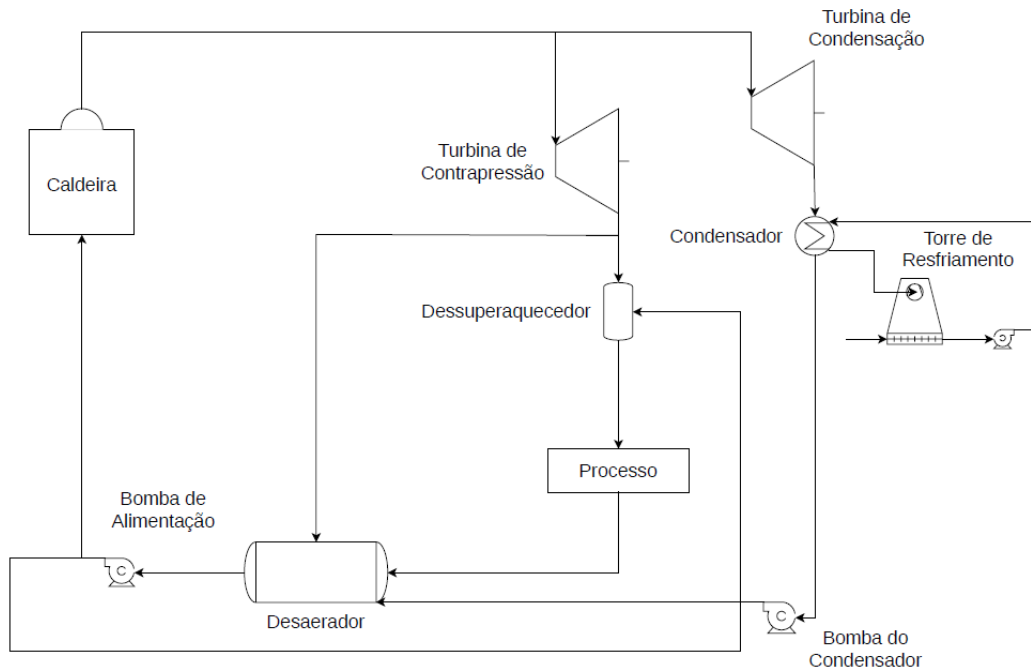 Turbina de
Condensação
Caldeira
Turbina de
Contrapressão
Condensador
Torre de
Resfriamento
Dessuperaquecedor
Processo
Bomba de
Alimentação
C
Desaerador
C
Bomba do
Condensador
C